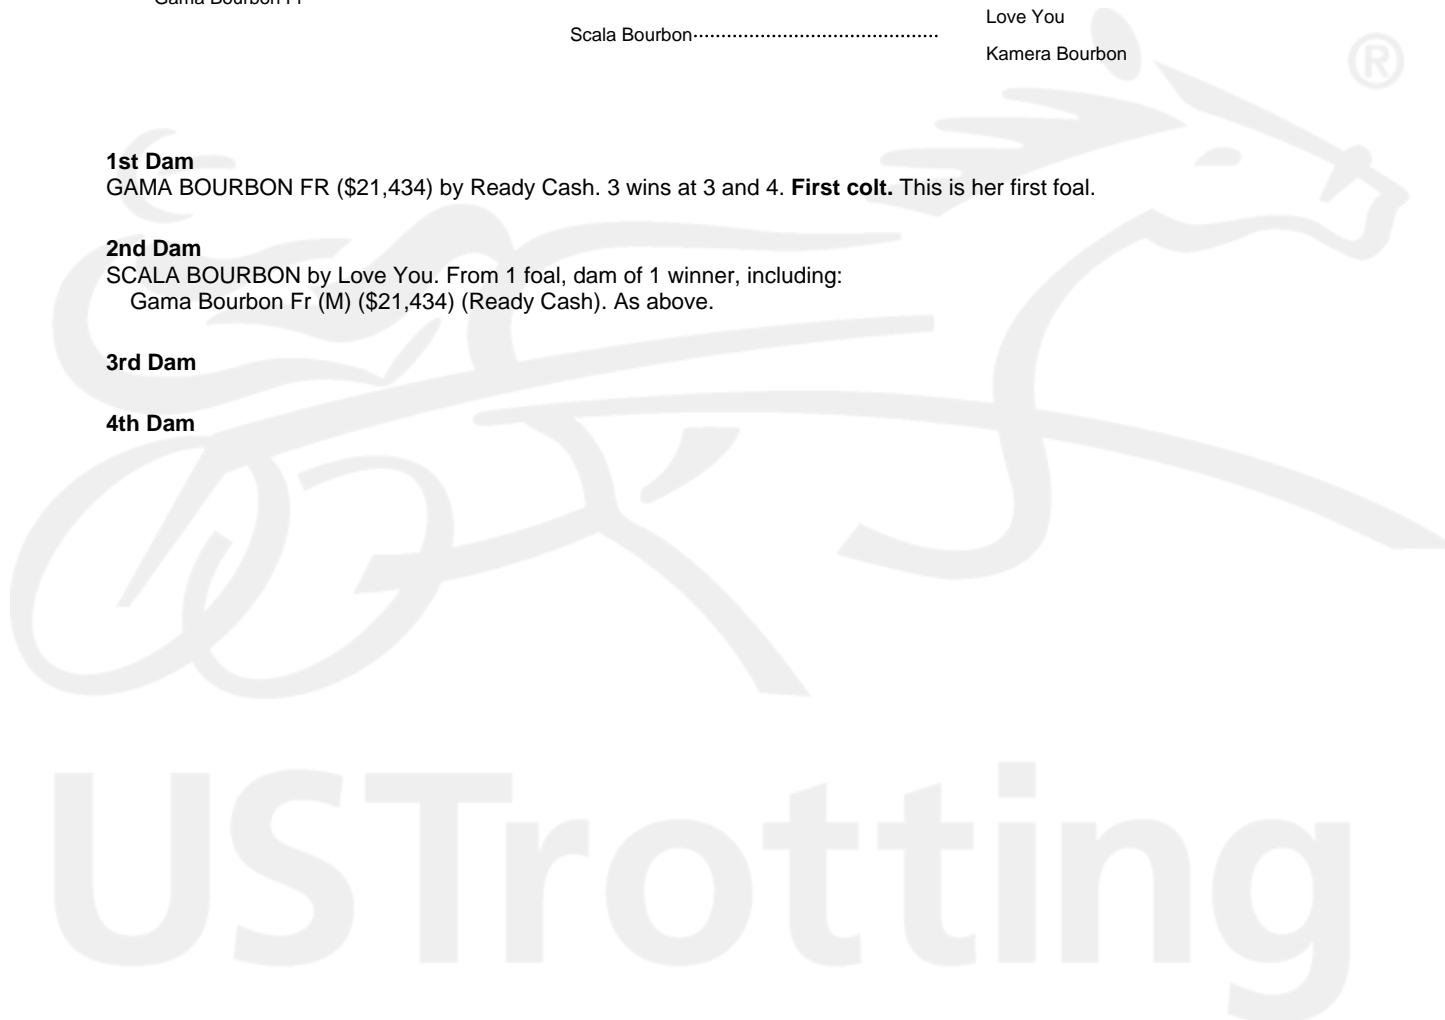 Gama Bourbon Fr
Love You
Scala Bourbon............................................
Kamera Bourbon
®
1st Dam
GAMA BOURBON FR ($21,434) by Ready Cash. 3 wins at 3 and 4. First colt. This is her first foal.
2nd Dam
SCALA BOURBON by Love You. From 1 foal, dam of 1 winner, including:
Gama Bourbon Fr (M) ($21,434) (Ready Cash). As above.
3rd Dam
4th Dam
USTrotting